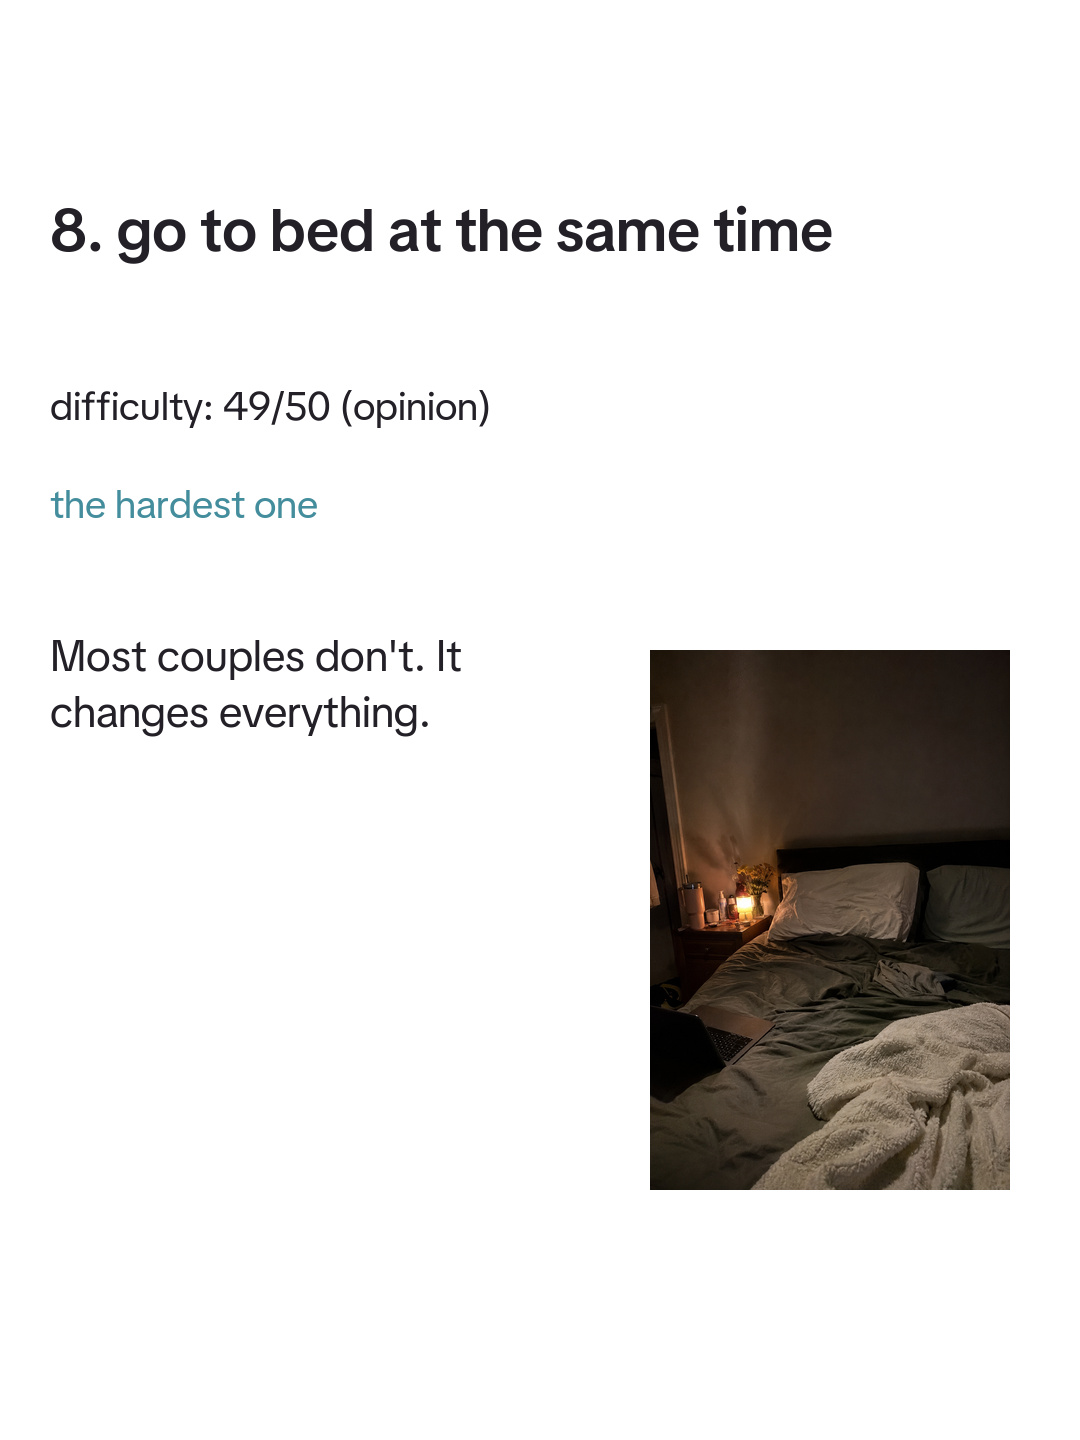 8. go to bed at the same time
difficulty: 49/50 (opinion)
the hardest one
Most couples don't. It
changes everything.